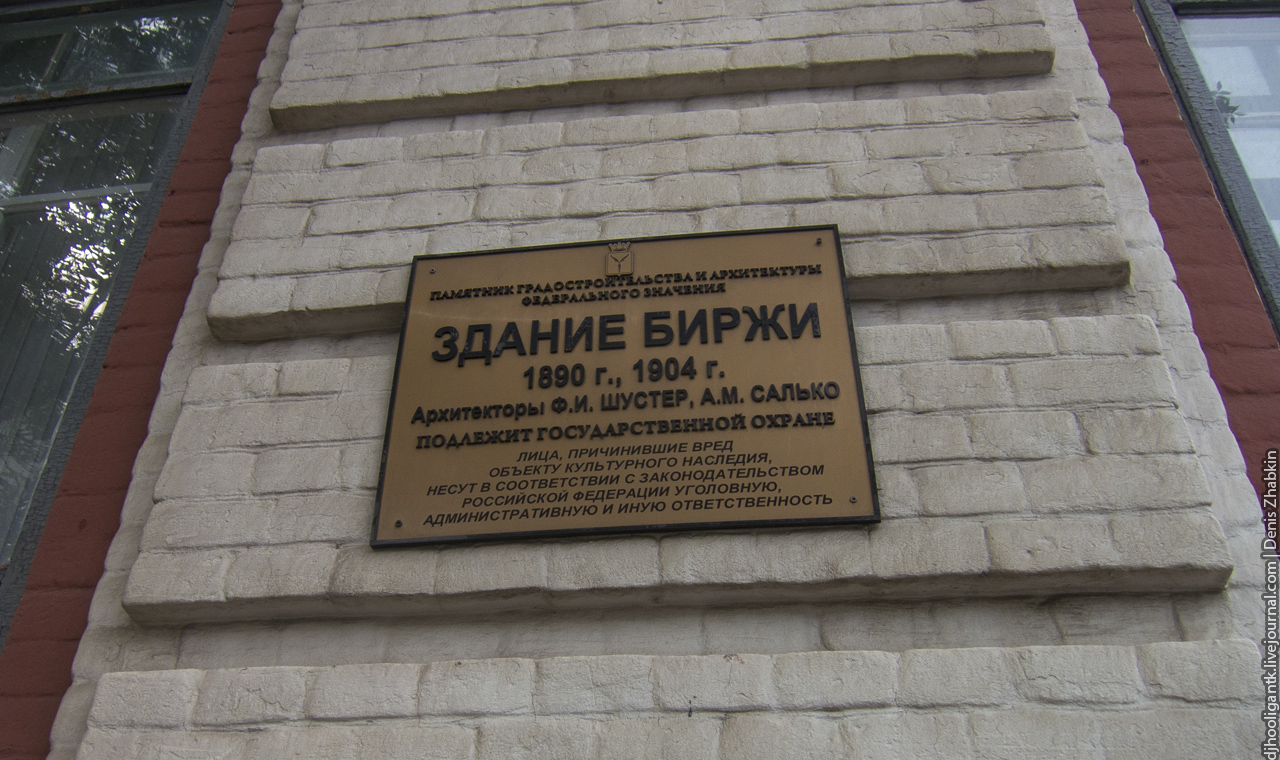 ПАМЯТНИК ГРАДОСТРОИТЕЛЬСТВА И АРХИТЕКТУРЫ
ФЕДЕРАЛЬНОГО ЗНАЧЕНИЯ
ЗДАНИЕ БИРЖИ
1890 г., 1904 г.
Архитекторы Ф.И. ШУСТЕР, А.М. САЛЬКО
ПОДЛЕЖИТ ГОСУДАРСТВЕННОЙ ОХРАНЕ
ЛИЦА, ПРИЧИНИВШИЕ ВРЕД
ОБЪЕКТУ КУЛЬТУРНОГО НАСЛЕДИЯ,
НЕСУТ В СООТВЕТСТВИИ С ЗАКОНОДАТЕЛЬСТВОМ
РОССИЙСКОЙ ФЕДЕРАЦИИ УГОЛОВНУЮ,
АДМИНИСТРАТИВНУЮ И ИНУЮ ОТВЕТСТВЕННОСТЬ
djhooligantk.livejournal.com | Denis Zhabkin